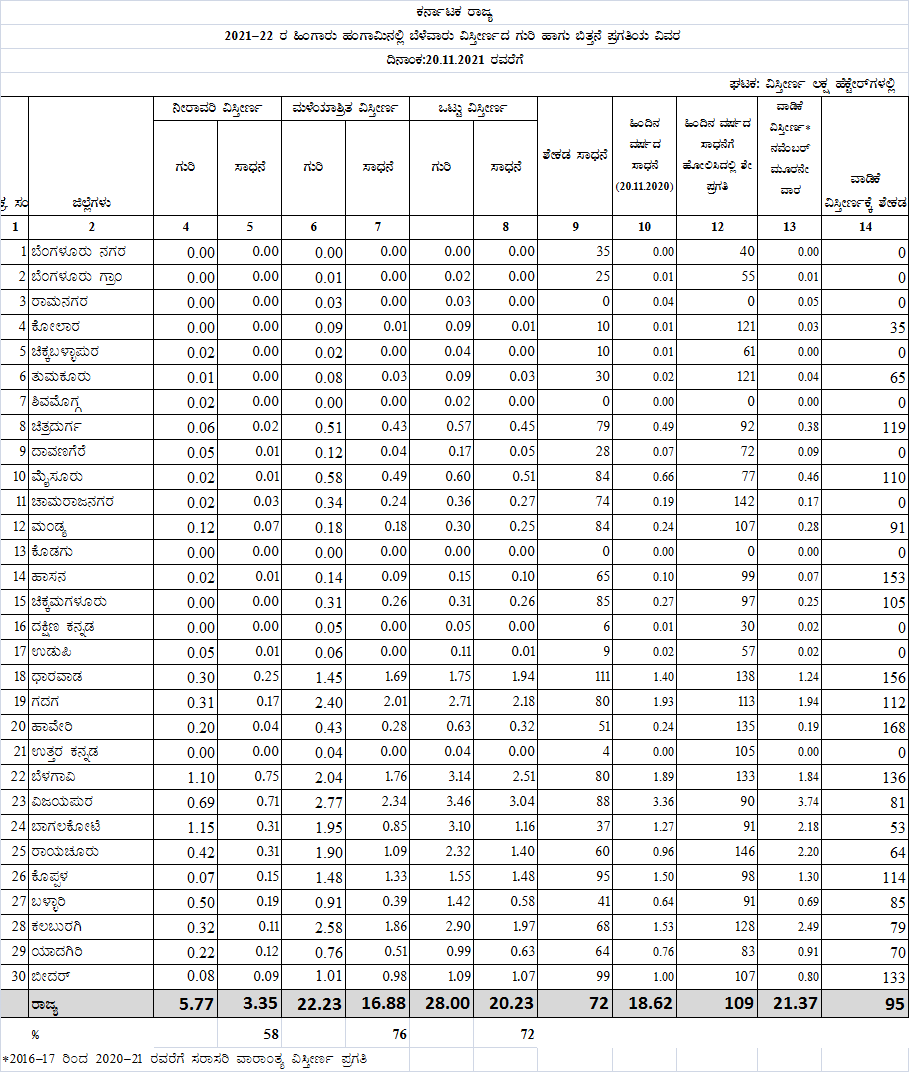 ಕರ್ನಾಟಕ ರಾಜ್ಯ
2021–22 ರ ಹಿಂಗಾರು ಹಂಗಾಮಿನಲ್ಲಿ ಬೆಳೆವಾರು ವಿಸ್ತೀರ್ಣದ ಗುರಿ ಹಾಗು ಬಿತ್ತನೆ ಪ್ರಗತಿಯ ವಿವರ
ದಿನಾಂಕ:20.11.2021 ರವರೆಗೆ
ಘಟಕ: ವಿಸ್ತೀರ್ಣ ಲಕ್ಷ ಹೆಕ್ಟೇರ್‌ಗಳಲ್ಲಿ
ಕ್ರ ಸಂ ಜಿಲ್ಲೆಗಳು ನೀರಾವರಿ ವಿಸ್ತೀರ್ಣ ಮಳೆಯಾಶ್ರಿತ ವಿಸ್ತೀರ್ಣ ಒಟ್ಟು ವಿಸ್ತೀರ್ಣ ಶೇಕಡ ಸಾಧನೆ ಹಿಂದಿನ ವರ್ಷದ ಸಾಧನೆ (20.11.2020) ಹಿಂದಿನ ವರ್ಷದ ಸಾಧನೆಗೆ ಹೋಲಿಸಿದಲ್ಲಿ ಶೇ ಪ್ರಗತಿ ವಾಡಿಕೆ ವಿಸ್ತೀರ್ಣ* ನವೆಂಬರ್ ಮೂರನೇ ವಾರ ವಾಡಿಕೆ ವಿಸ್ತೀರ್ಣಕ್ಕೆ ಶೇಕಡ
ಗುರಿ ಸಾಧನೆ ಗುರಿ ಸಾಧನೆ ಗುರಿ ಸಾಧನೆ
1 2 4 5 6 7 8 9 10 12 13 14
1 ಬೆಂಗಳೂರು ನಗರ 0.00 0.00 0.00 0.00 0.00 0.00 35 0.00 40 0.00 0
2 ಬೆಂಗಳೂರು ಗ್ರಾಂ 0.00 0.00 0.01 0.00 0.02 0.00 25 0.01 55 0.01 0
3 ರಾಮನಗರ 0.00 0.00 0.03 0.00 0.03 0.00 0 0.04 0 0.05 0
4 ಕೋಲಾರ 0.00 0.00 0.09 0.01 0.09 0.01 10 0.01 121 0.03 35
5 ಚಿಕ್ಕಬಳ್ಳಾಪುರ 0.02 0.00 0.02 0.00 0.04 0.00 10 0.01 61 0.00 0
6 ತುಮಕೂರು 0.01 0.00 0.08 0.03 0.09 0.03 30 0.02 121 0.04 65
7 ಶಿವಮೊಗ್ಗ 0.02 0.00 0.00 0.00 0.02 0.00 0 0.00 0 0.00 0
8 ಚಿತ್ರದುರ್ಗ 0.06 0.02 0.51 0.43 0.57 0.45 79 0.49 92 0.38 119
9 ದಾವಣಗೆರೆ 0.05 0.01 0.12 0.04 0.17 0.05 28 0.07 72 0.09 0
10 ಮೈಸೂರು 0.02 0.01 0.58 0.49 0.60 0.51 84 0.66 77 0.46 110
11 ಚಾಮರಾಜನಗರ 0.02 0.03 0.34 0.24 0.36 0.27 74 0.19 142 0.17 0
12 ಮಂಡ್ಯ 0.12 0.07 0.18 0.18 0.30 0.25 84 0.24 107 0.28 91
13 ಕೊಡಗು 0.00 0.00 0.00 0.00 0.00 0.00 0 0.00 0 0.00 0
14 ಹಾಸನ 0.02 0.01 0.14 0.09 0.15 0.10 65 0.10 99 0.07 153
15 ಚಿಕ್ಕಮಗಳೂರು 0.00 0.00 0.31 0.26 0.31 0.26 85 0.27 97 0.25 105
16 ದಕ್ಷಿಣ ಕನ್ನಡ 0.00 0.00 0.05 0.00 0.05 0.00 6 0.01 30 0.02 0
17 ಉಡುಪಿ 0.05 0.01 0.06 0.00 0.11 0.01 9 0.02 57 0.02 0
18 ಧಾರವಾಡ 0.30 0.25 1.45 1.69 1.75 1.94 111 1.40 138 1.24 156
19 ಗದಗ 0.31 0.17 2.40 2.01 2.71 2.18 80 1.93 113 1.94 112
20 ಹಾವೇರಿ 0.20 0.04 0.43 0.28 0.63 0.32 51 0.24 135 0.19 168
21 ಉತ್ತರ ಕನ್ನಡ 0.00 0.00 0.04 0.00 0.04 0.00 4 0.00 105 0.00 0
22 ಬೆಳಗಾವಿ 1.10 0.75 2.04 1.76 3.14 2.51 80 1.89 133 1.84 136
23 ವಿಜಯಪುರ 0.69 0.71 2.77 2.34 3.46 3.04 88 3.36 90 3.74 81
24 ಬಾಗಲಕೋಟೆ 1.15 0.31 1.95 0.85 3.10 1.16 37 1.27 91 2.18 53
25 ರಾಯಚೂರು 0.42 0.31 1.90 1.09 2.32 1.40 60 0.96 146 2.20 64
26 ಕೊಪ್ಪಳ 0.07 0.15 1.48 1.33 1.55 1.48 95 1.50 98 1.30 114
27 ಬಳ್ಳಾರಿ 0.50 0.19 0.91 0.39 1.42 0.58 41 0.64 91 0.69 85
28 ಕಲಬುರಗಿ 0.32 0.11 2.58 1.86 2.90 1.97 68 1.53 128 2.49 79
29 ಯಾದಗಿರಿ 0.22 0.12 0.76 0.51 0.99 0.63 64 0.76 83 0.91 70
30 ಬೀದರ್ 0.08 0.09 1.01 0.98 1.09 1.07 99 1.00 107 0.80 133
ರಾಜ್ಯ 5.77 3.35 22.23 16.88 28.00 20.23 72 18.62 109 21.37 95
% 58 76 72
*2016–17 ರಿಂದ 2020–21 ರವರೆಗೆ ಸರಾಸರಿ ವಾರಾಂತ್ಯ ವಿಸ್ತೀರ್ಣ ಪ್ರಗತಿ